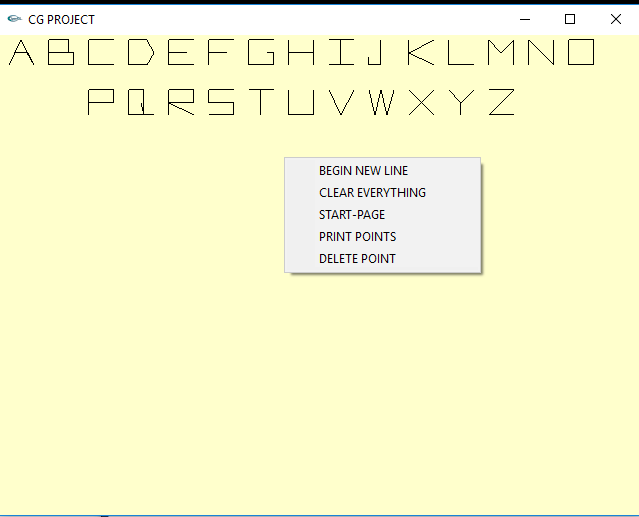 CG PROJECT
A B C D E F G H I J K L M N O
P Q R S T U V W X Y Z
BEGIN NEW LINE
CLEAR EVERYTHING
START-PAGE
PRINT POINTS
DELETE POINT